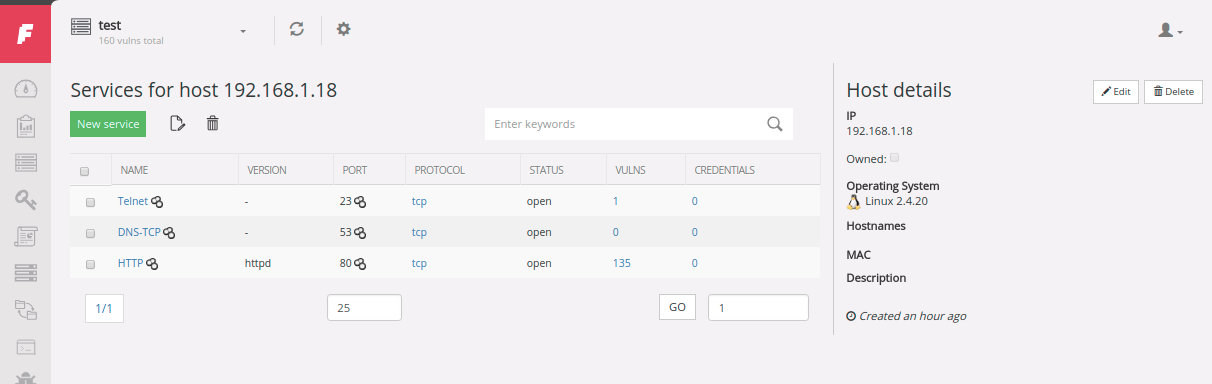 F
test
160 vulns total
Services for host 192.168.1.18
New service
Enter keywords
NAME VERSION PORT PROTOCOL STATUS VULNS CREDENTIALS
Telnet - 23 tcp open 1 0
DNS-TCP - 53 tcp open 0 0
HTTP httpd 80 tcp open 135 0
1/1 25 GO 1
Host details
Edit Delete
IP
192.168.1.18
Owned:
Operating System
Linux 2.4.20
Hostnames
MAC
Description
Created an hour ago